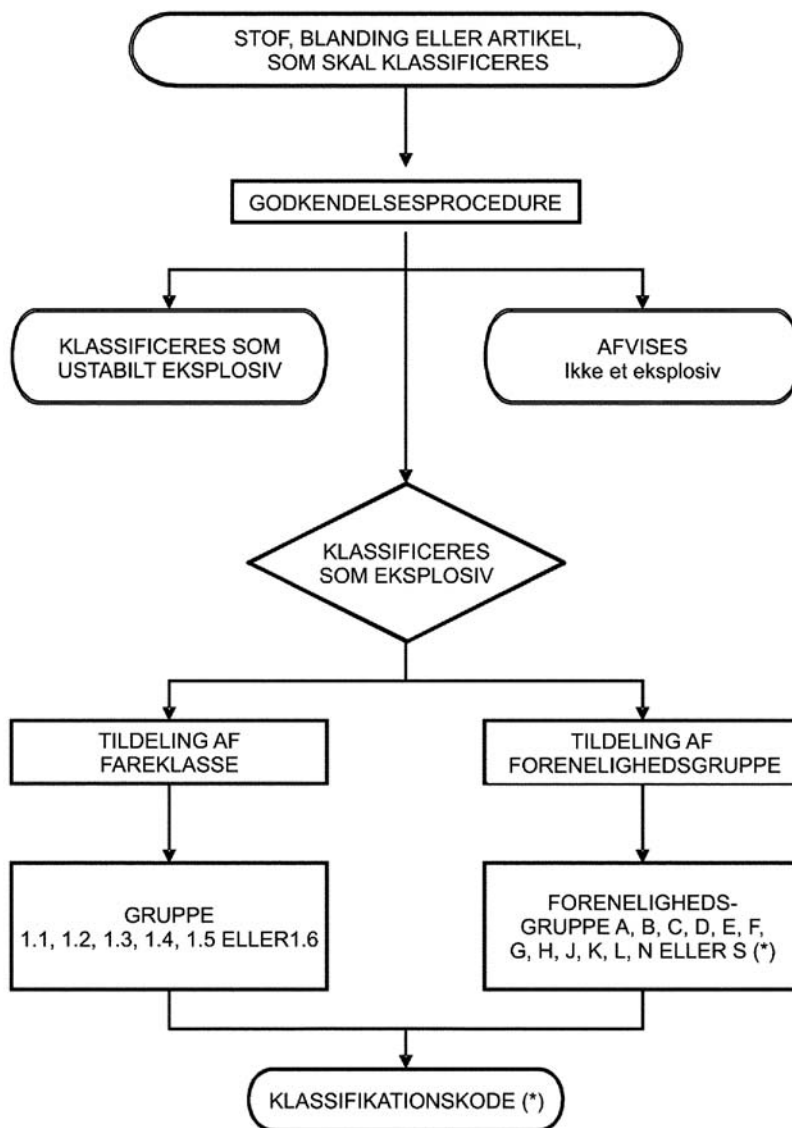 STOF, BLANDING ELLER ARTIKEL,
SOM SKAL KLASSIFICERES
GODKENDELSESPROCEDURE
KLASSIFICERES SOM
USTABILT EKSPLOSIV
AFVISES
Ikke et eksplosiv
KLASSIFICERES
SOM EKSPLOSIV
TILDELING AF
FAREKLASSE
TILDELING AF
FORENELIGHEDSGRUPPE
GRUPPE
1.1, 1.2, 1.3, 1.4, 1.5 ELLER1.6
FORENELIGHEDS-
GRUPPE A, B, C, D, E, F,
G, H, J, K, L, N ELLER S (*)
KLASSIFIKATIONSKODE (*)